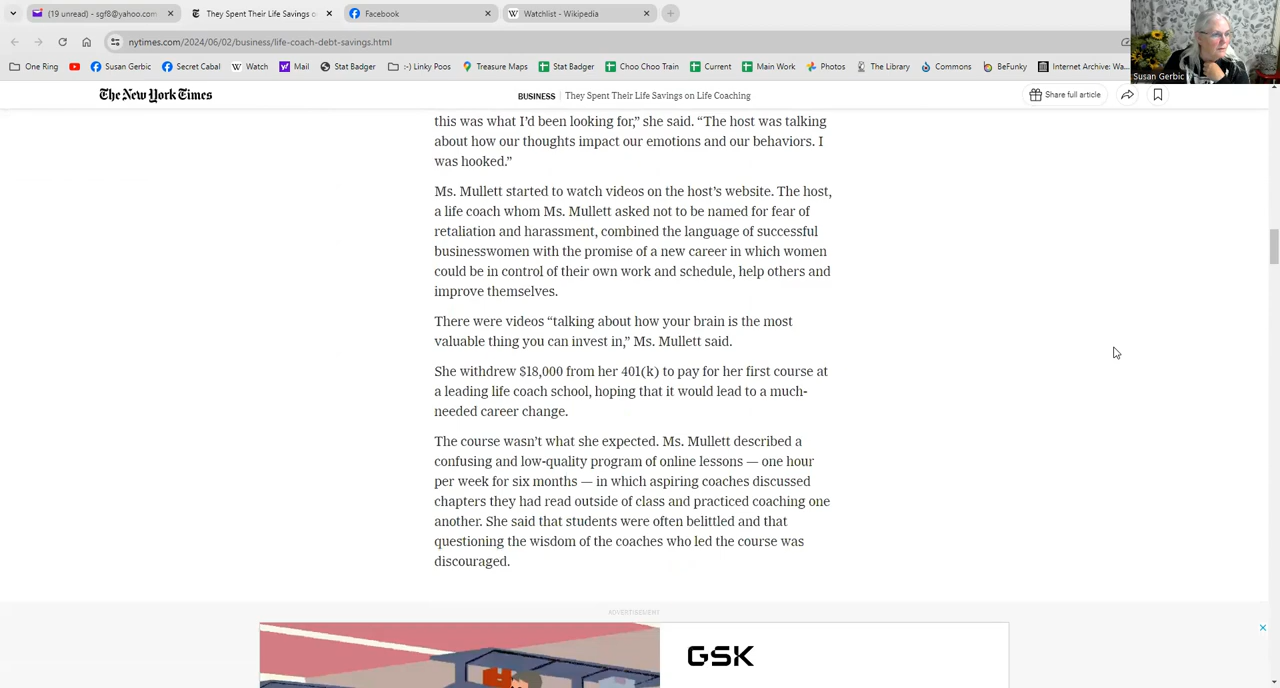 (19 unread) - sgf8@yahoo.com
They Spent Their Life Savings o
Facebook
Watchlist - Wikipedia
nytimes.com/2024/06/02/business/life-coach-debt-savings.html
One Ring
Susan Gerbic
Secret Cabal
Watch
Mail
Stat Badger
:-) Linky Poos
Treasure Maps
Stat Badger
Choo Choo Train
Current
Main Work
Photos
The Library
Commons
BeFunky
Internet Archive: Wa...
Susan Gerbic
The New York Times
BUSINESS | They Spent Their Life Savings on Life Coaching
Share full article
this was what I’d been looking for,” she said. “The host was talking
about how our thoughts impact our emotions and our behaviors. I
was hooked.”
Ms. Mullett started to watch videos on the host’s website. The host,
a life coach whom Ms. Mullett asked not to be named for fear of
retaliation and harassment, combined the language of successful
businesswomen with the promise of a new career in which women
could be in control of their own work and schedule, help others and
improve themselves.
There were videos “talking about how your brain is the most
valuable thing you can invest in,” Ms. Mullett said.
She withdrew $18,000 from her 401(k) to pay for her first course at
a leading life coach school, hoping that it would lead to a much-
needed career change.
The course wasn’t what she expected. Ms. Mullett described a
confusing and low-quality program of online lessons — one hour
per week for six months — in which aspiring coaches discussed
chapters they had read outside of class and practiced coaching one
another. She said that students were often belittled and that
questioning the wisdom of the coaches who led the course was
discouraged.
ADVERTISEMENT
GSK